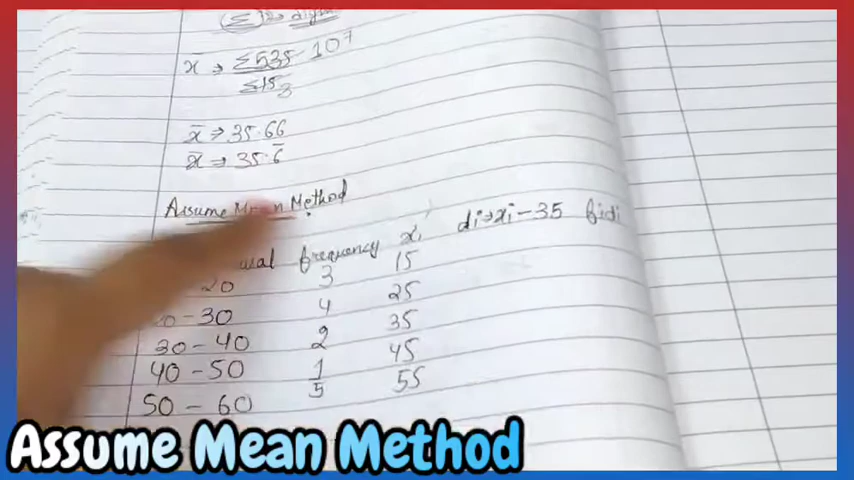 x̄ → Σ535 107
Σ15 3
x̄ ⇒ 35.66
x̄ → 35.6̄
Assume Mean Method
frequency xi di→xi-35 fidi
20 3 15
-30 4 25
30-40 2 35
40-50 1 45
50-60 5 55
Assume Mean Method